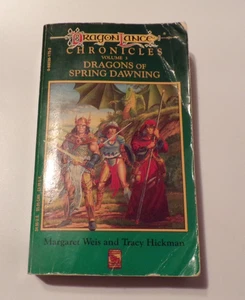 DRAGONLANCE
CHRONICLES
VOLUME 3
DRAGONS OF
SPRING DAWNING
Margaret Weis and Tracy Hickman